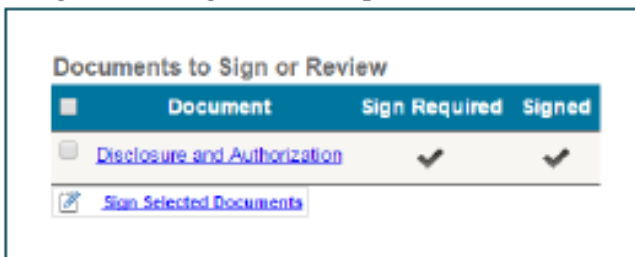 Documents to Sign or Review
Document Sign Required Signed
Disclosure and Authorization
Sign Selected Documents